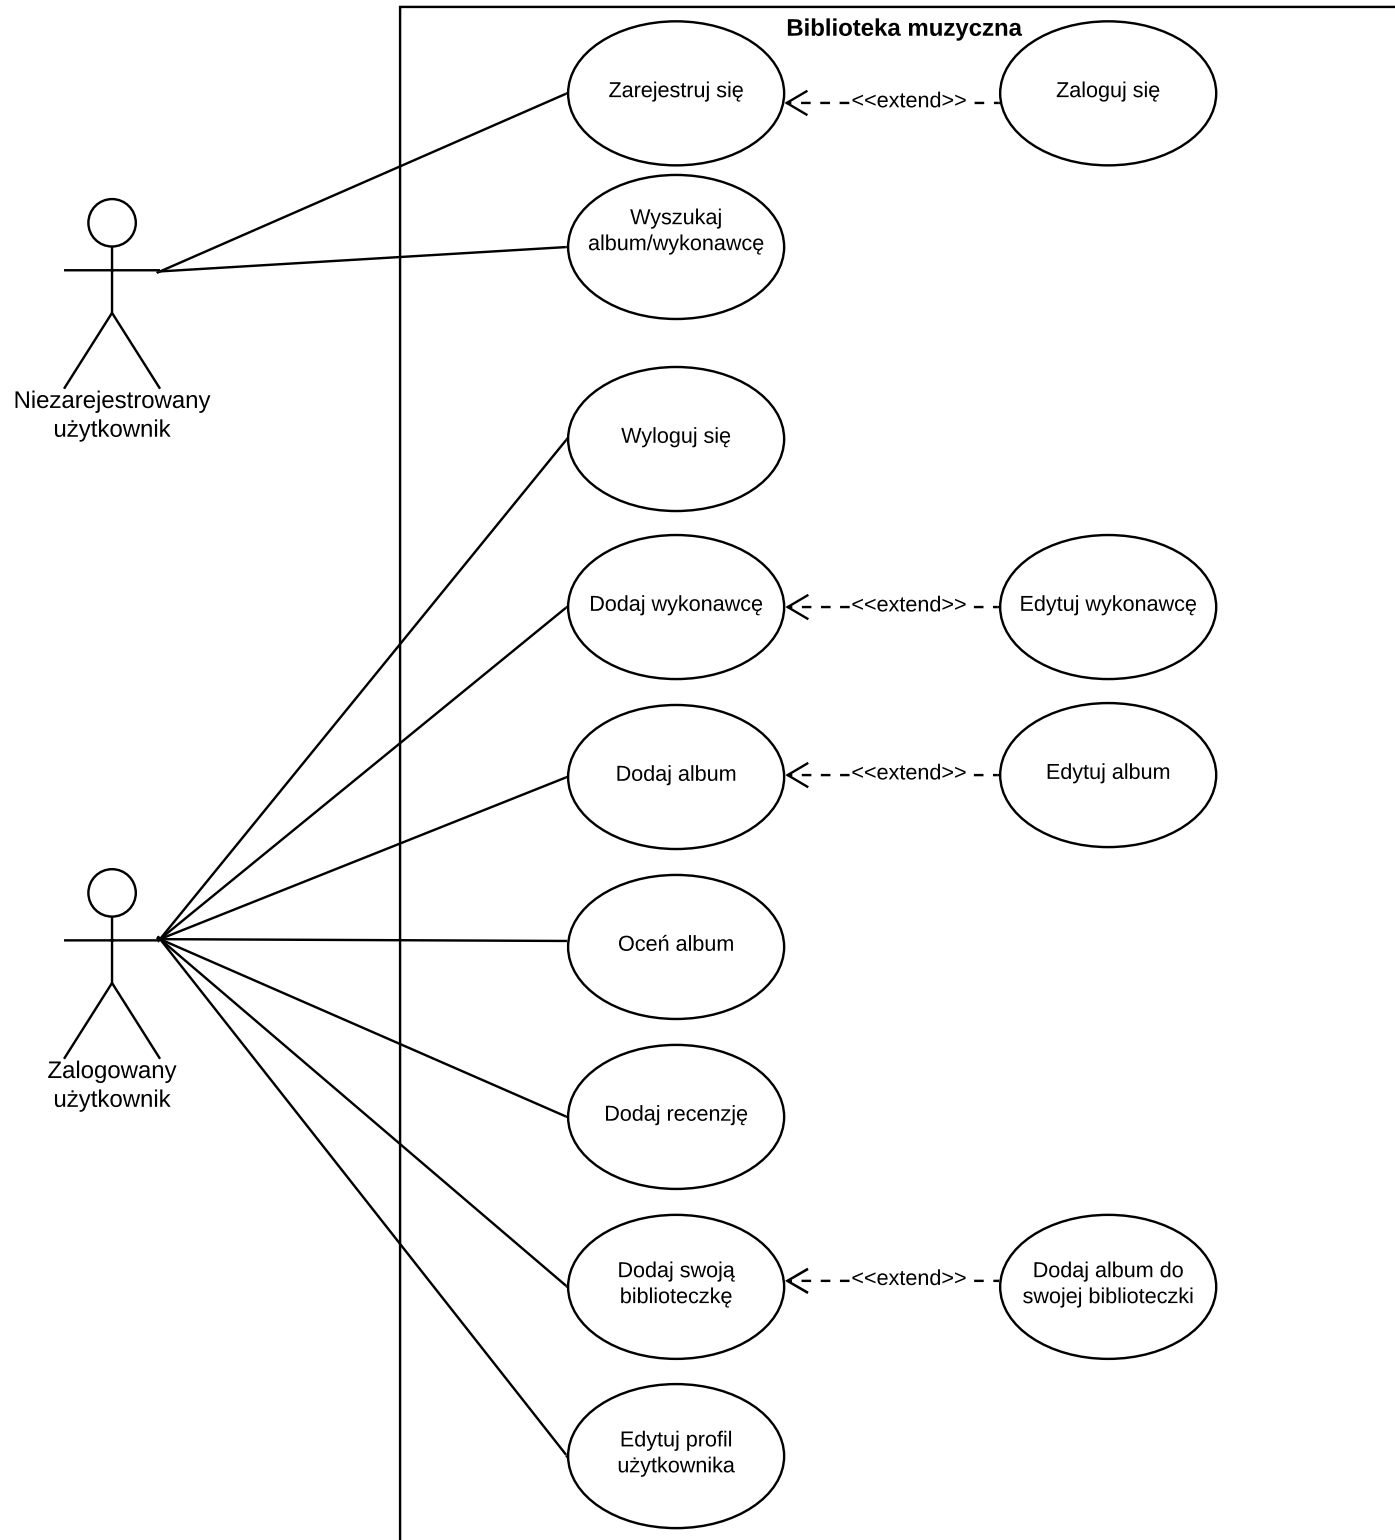 Biblioteka muzyczna
Zarejestruj się
<<extend>>
Zaloguj się
Wyszukaj
album/wykonawcę
Niezarejestrowany
użytkownik
Wyloguj się
Dodaj wykonawcę
<<extend>>
Edytuj wykonawcę
Dodaj album
<<extend>>
Edytuj album
Oceń album
Zalogowany
użytkownik
Dodaj recenzję
Dodaj swoją
biblioteczkę
<<extend>>
Dodaj album do
swojej biblioteczki
Edytuj profil
użytkownika